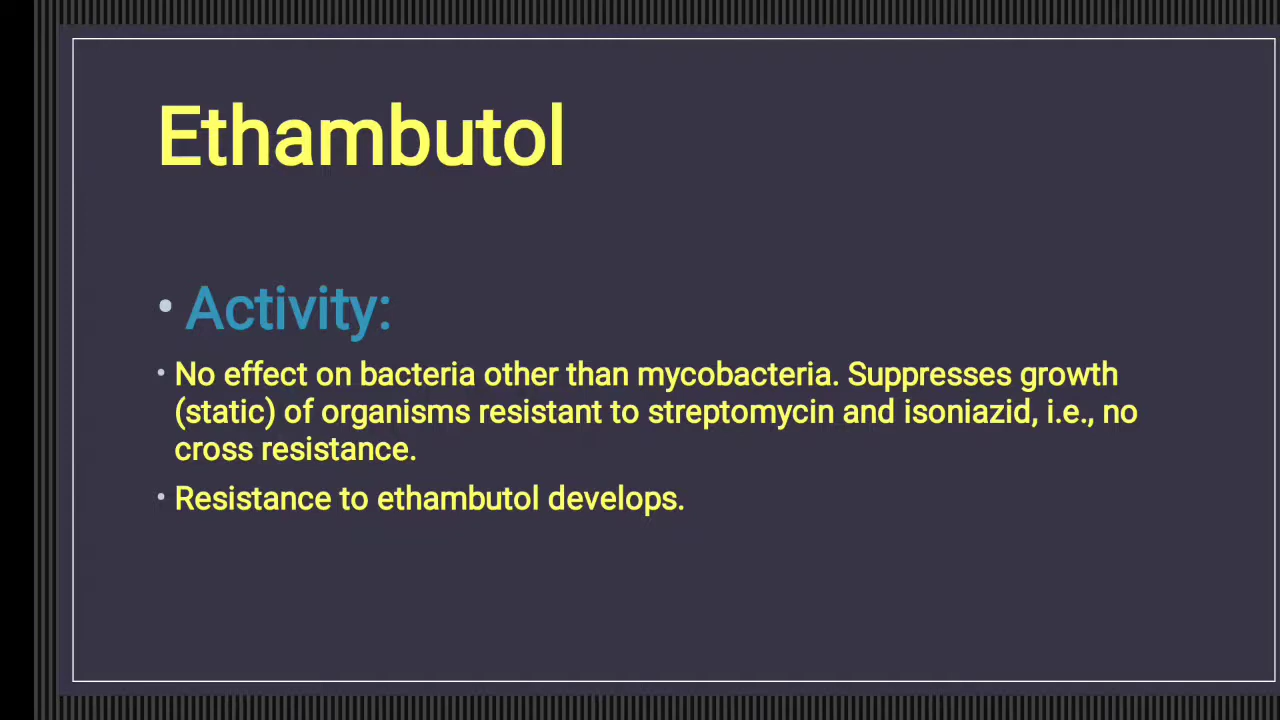 Ethambutol
• Activity:
• No effect on bacteria other than mycobacteria. Suppresses growth
(static) of organisms resistant to streptomycin and isoniazid, i.e., no
cross resistance.
• Resistance to ethambutol develops.